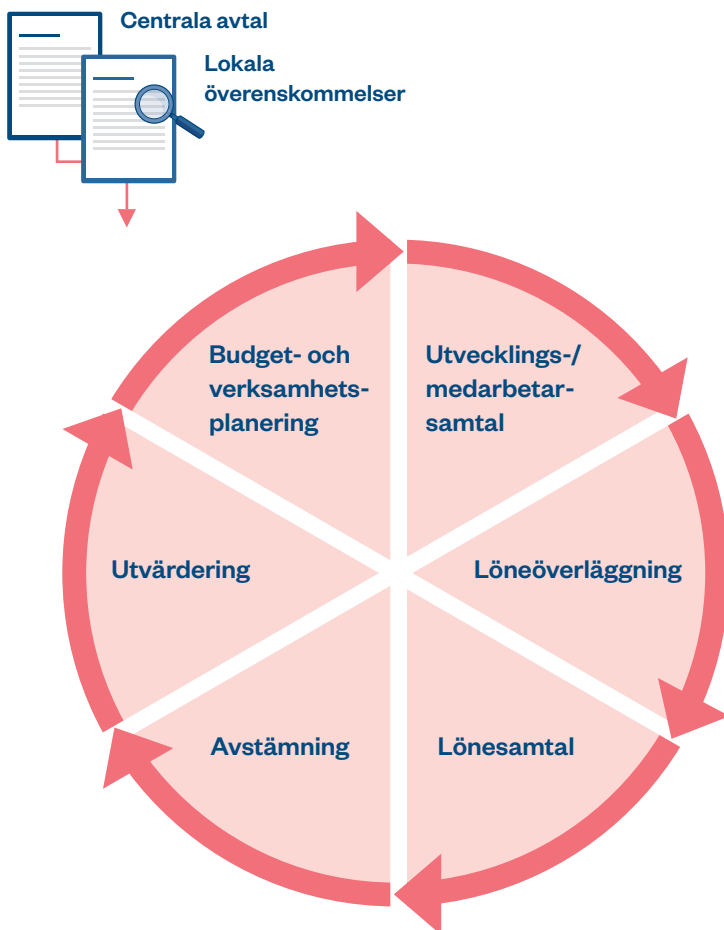 Centrala avtal
Lokala
överenskommelser
Budget- och
verksamhets-
planering
Utvecklings-/
medarbetar-
samtal
Löneöverläggning
Lönesamtal
Avstämning
Utvärdering